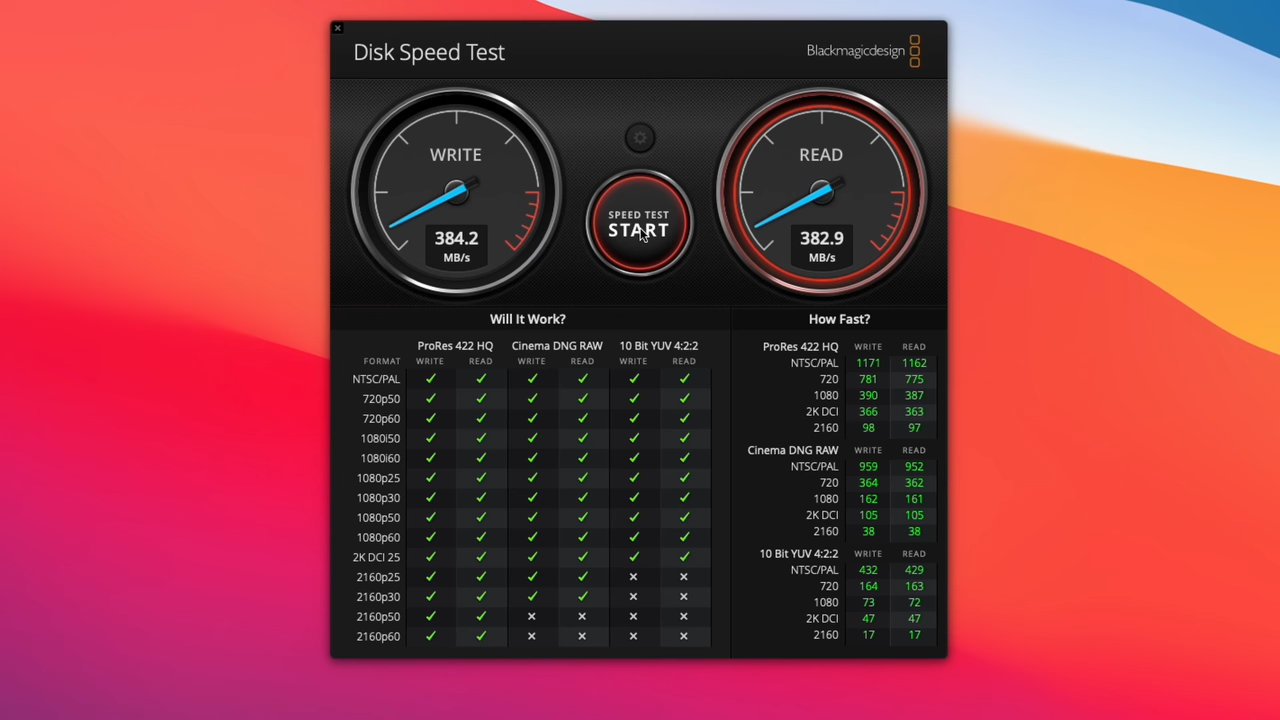 Disk Speed Test
Blackmagicdesign
WRITE
384.2
MB/s
SPEED TEST
START
READ
382.9
MB/s
Will It Work?
ProRes 422 HQ Cinema DNG RAW 10 Bit YUV 4:2:2
FORMAT WRITE READ WRITE READ WRITE READ
NTSC/PAL ✓ ✓ ✓ ✓ ✓ ✓
720p50 ✓ ✓ ✓ ✓ ✓ ✓
720p60 ✓ ✓ ✓ ✓ ✓ ✓
1080i50 ✓ ✓ ✓ ✓ ✓ ✓
1080i60 ✓ ✓ ✓ ✓ ✓ ✓
1080p25 ✓ ✓ ✓ ✓ ✓ ✓
1080p30 ✓ ✓ ✓ ✓ ✓ ✓
1080p50 ✓ ✓ ✓ ✓ ✓ ✓
1080p60 ✓ ✓ ✓ ✓ ✓ ✓
2K DCI 25 ✓ ✓ ✓ ✓ ✓ ✓
2160p25 ✓ ✓ ✓ ✓ × ×
2160p30 ✓ ✓ ✓ ✓ × ×
2160p50 ✓ ✓ × × × ×
2160p60 ✓ ✓ × × × ×
How Fast?
ProRes 422 HQ WRITE READ
NTSC/PAL 1171 1162
720 781 775
1080 390 387
2K DCI 366 363
2160 98 97
Cinema DNG RAW WRITE READ
NTSC/PAL 959 952
720 364 362
1080 162 161
2K DCI 105 105
2160 38 38
10 Bit YUV 4:2:2 WRITE READ
NTSC/PAL 432 429
720 164 163
1080 73 72
2K DCI 47 47
2160 17 17